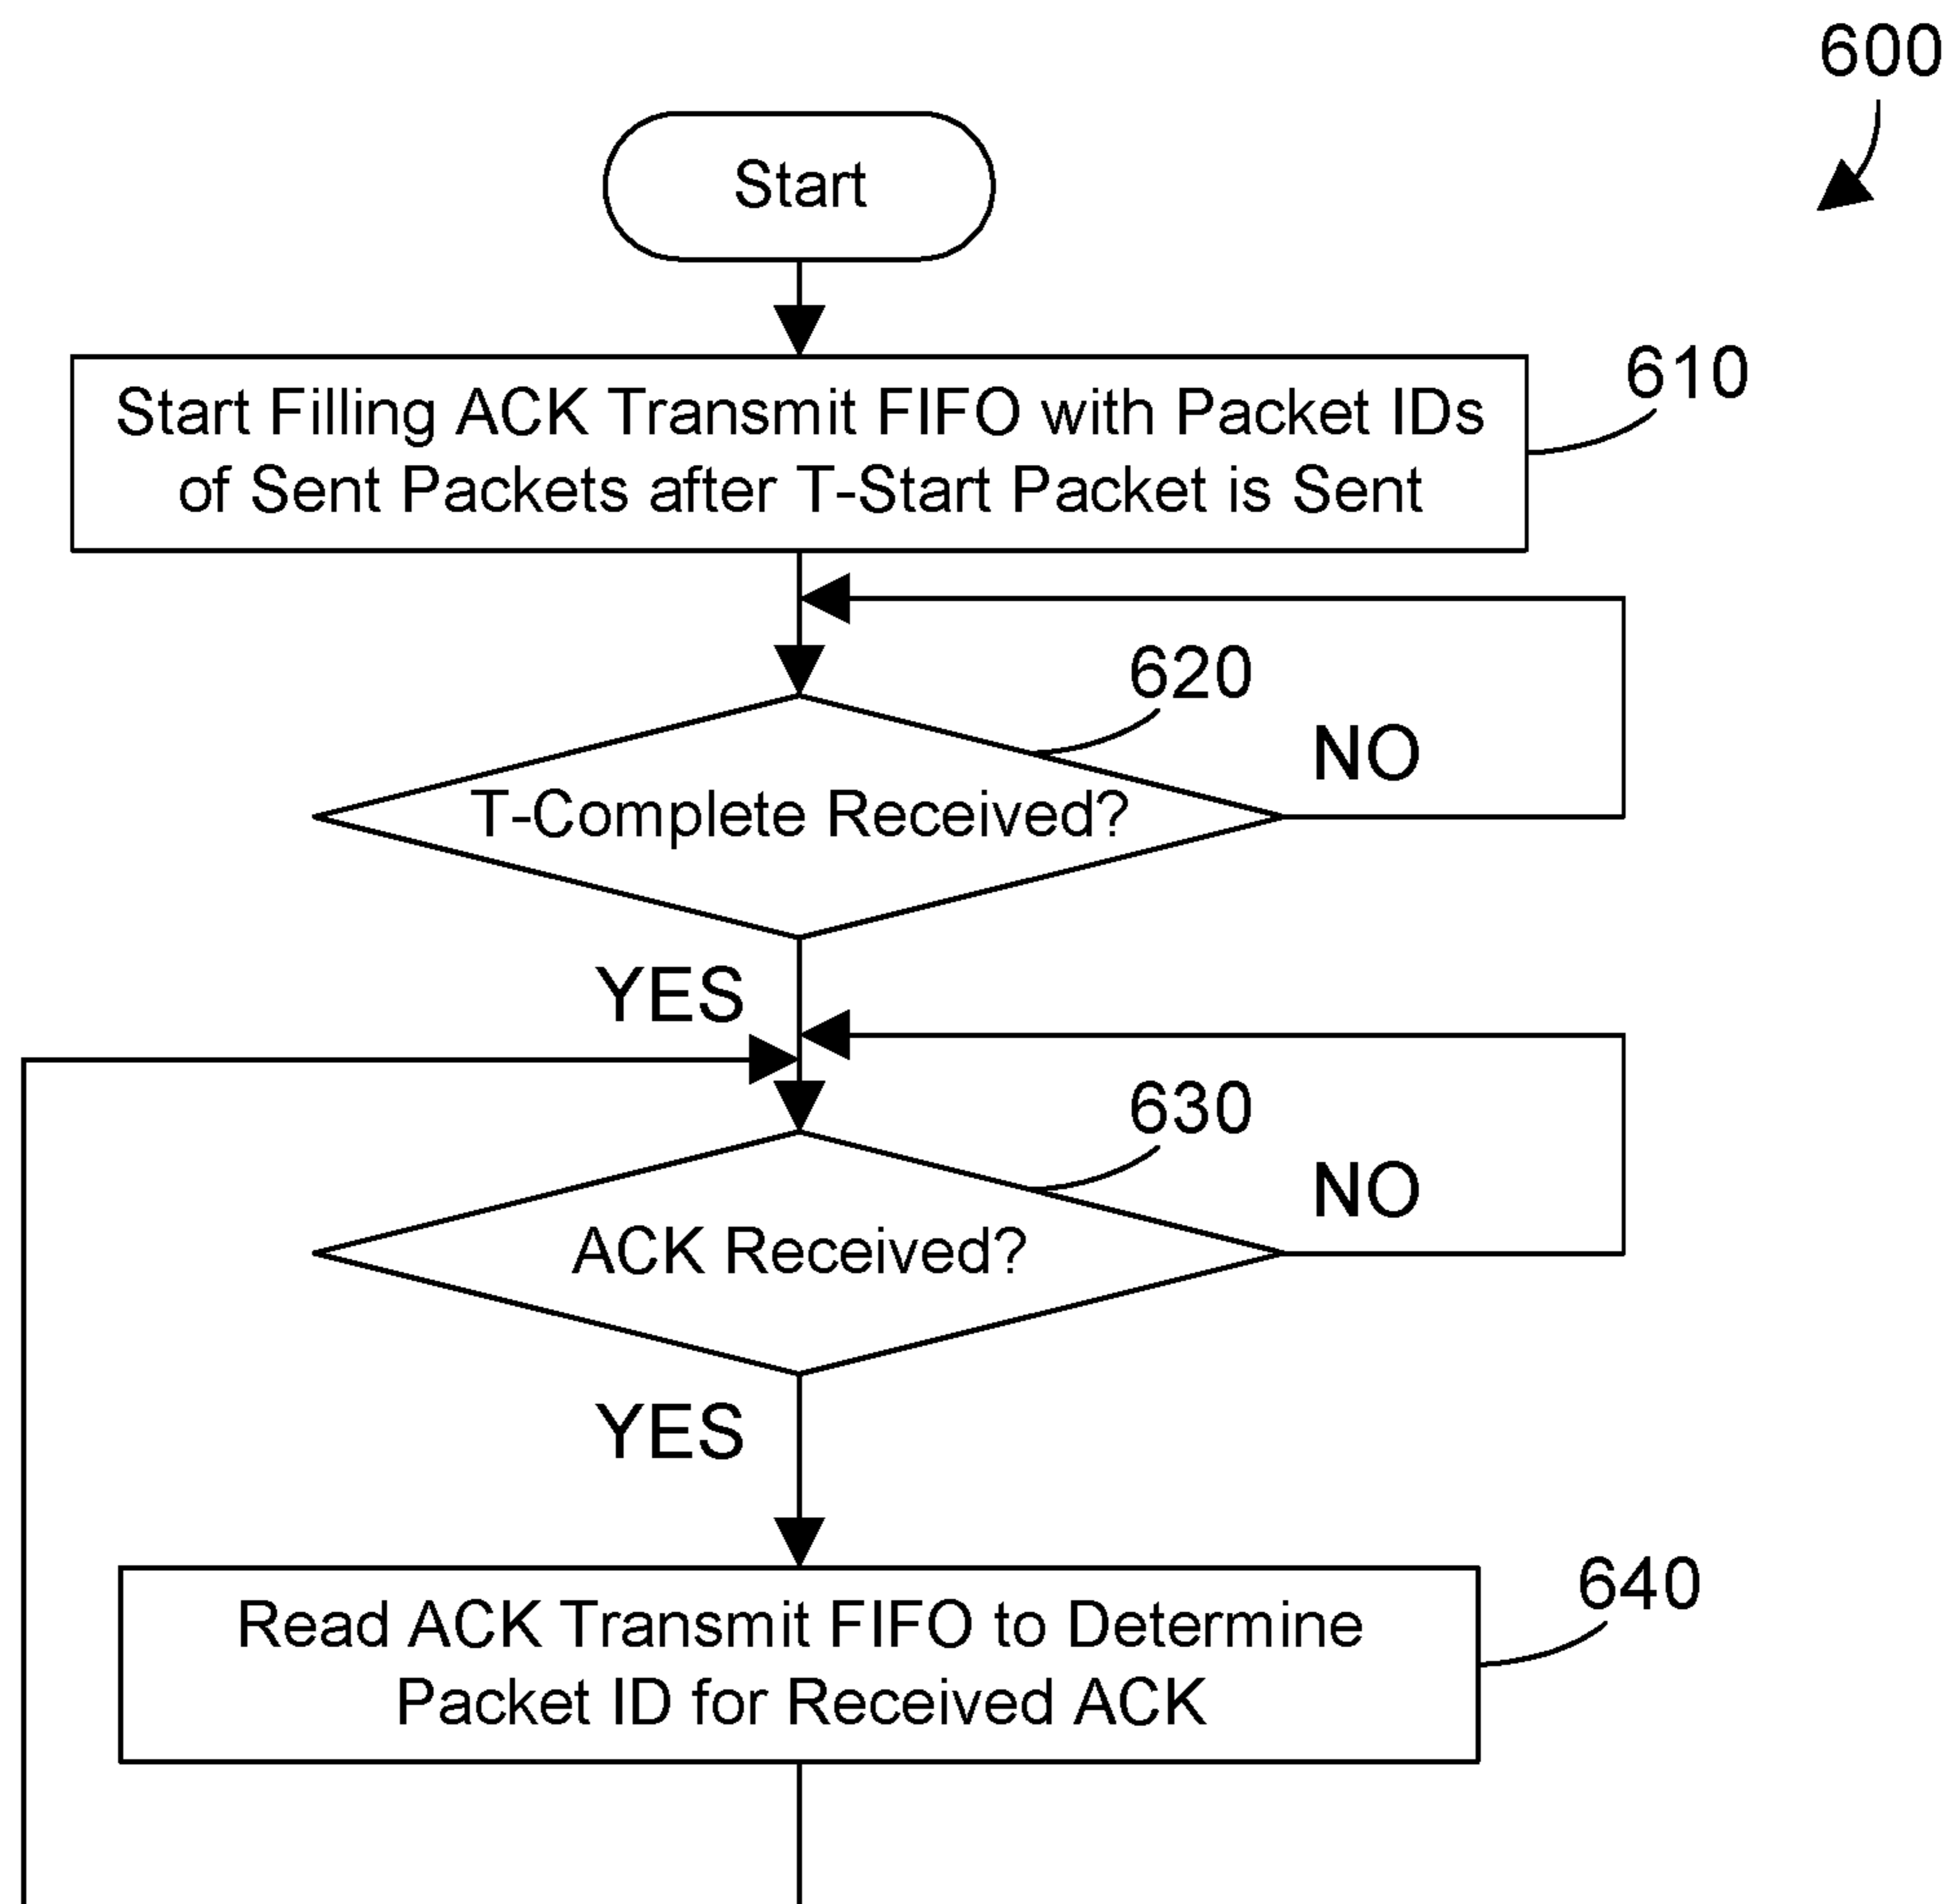 600
Start
610
Start Filling ACK Transmit FIFO with Packet IDs
of Sent Packets after T-Start Packet is Sent
620
NO
T-Complete Received?
YES
630
NO
ACK Received?
YES
640
Read ACK Transmit FIFO to Determine
Packet ID for Received ACK